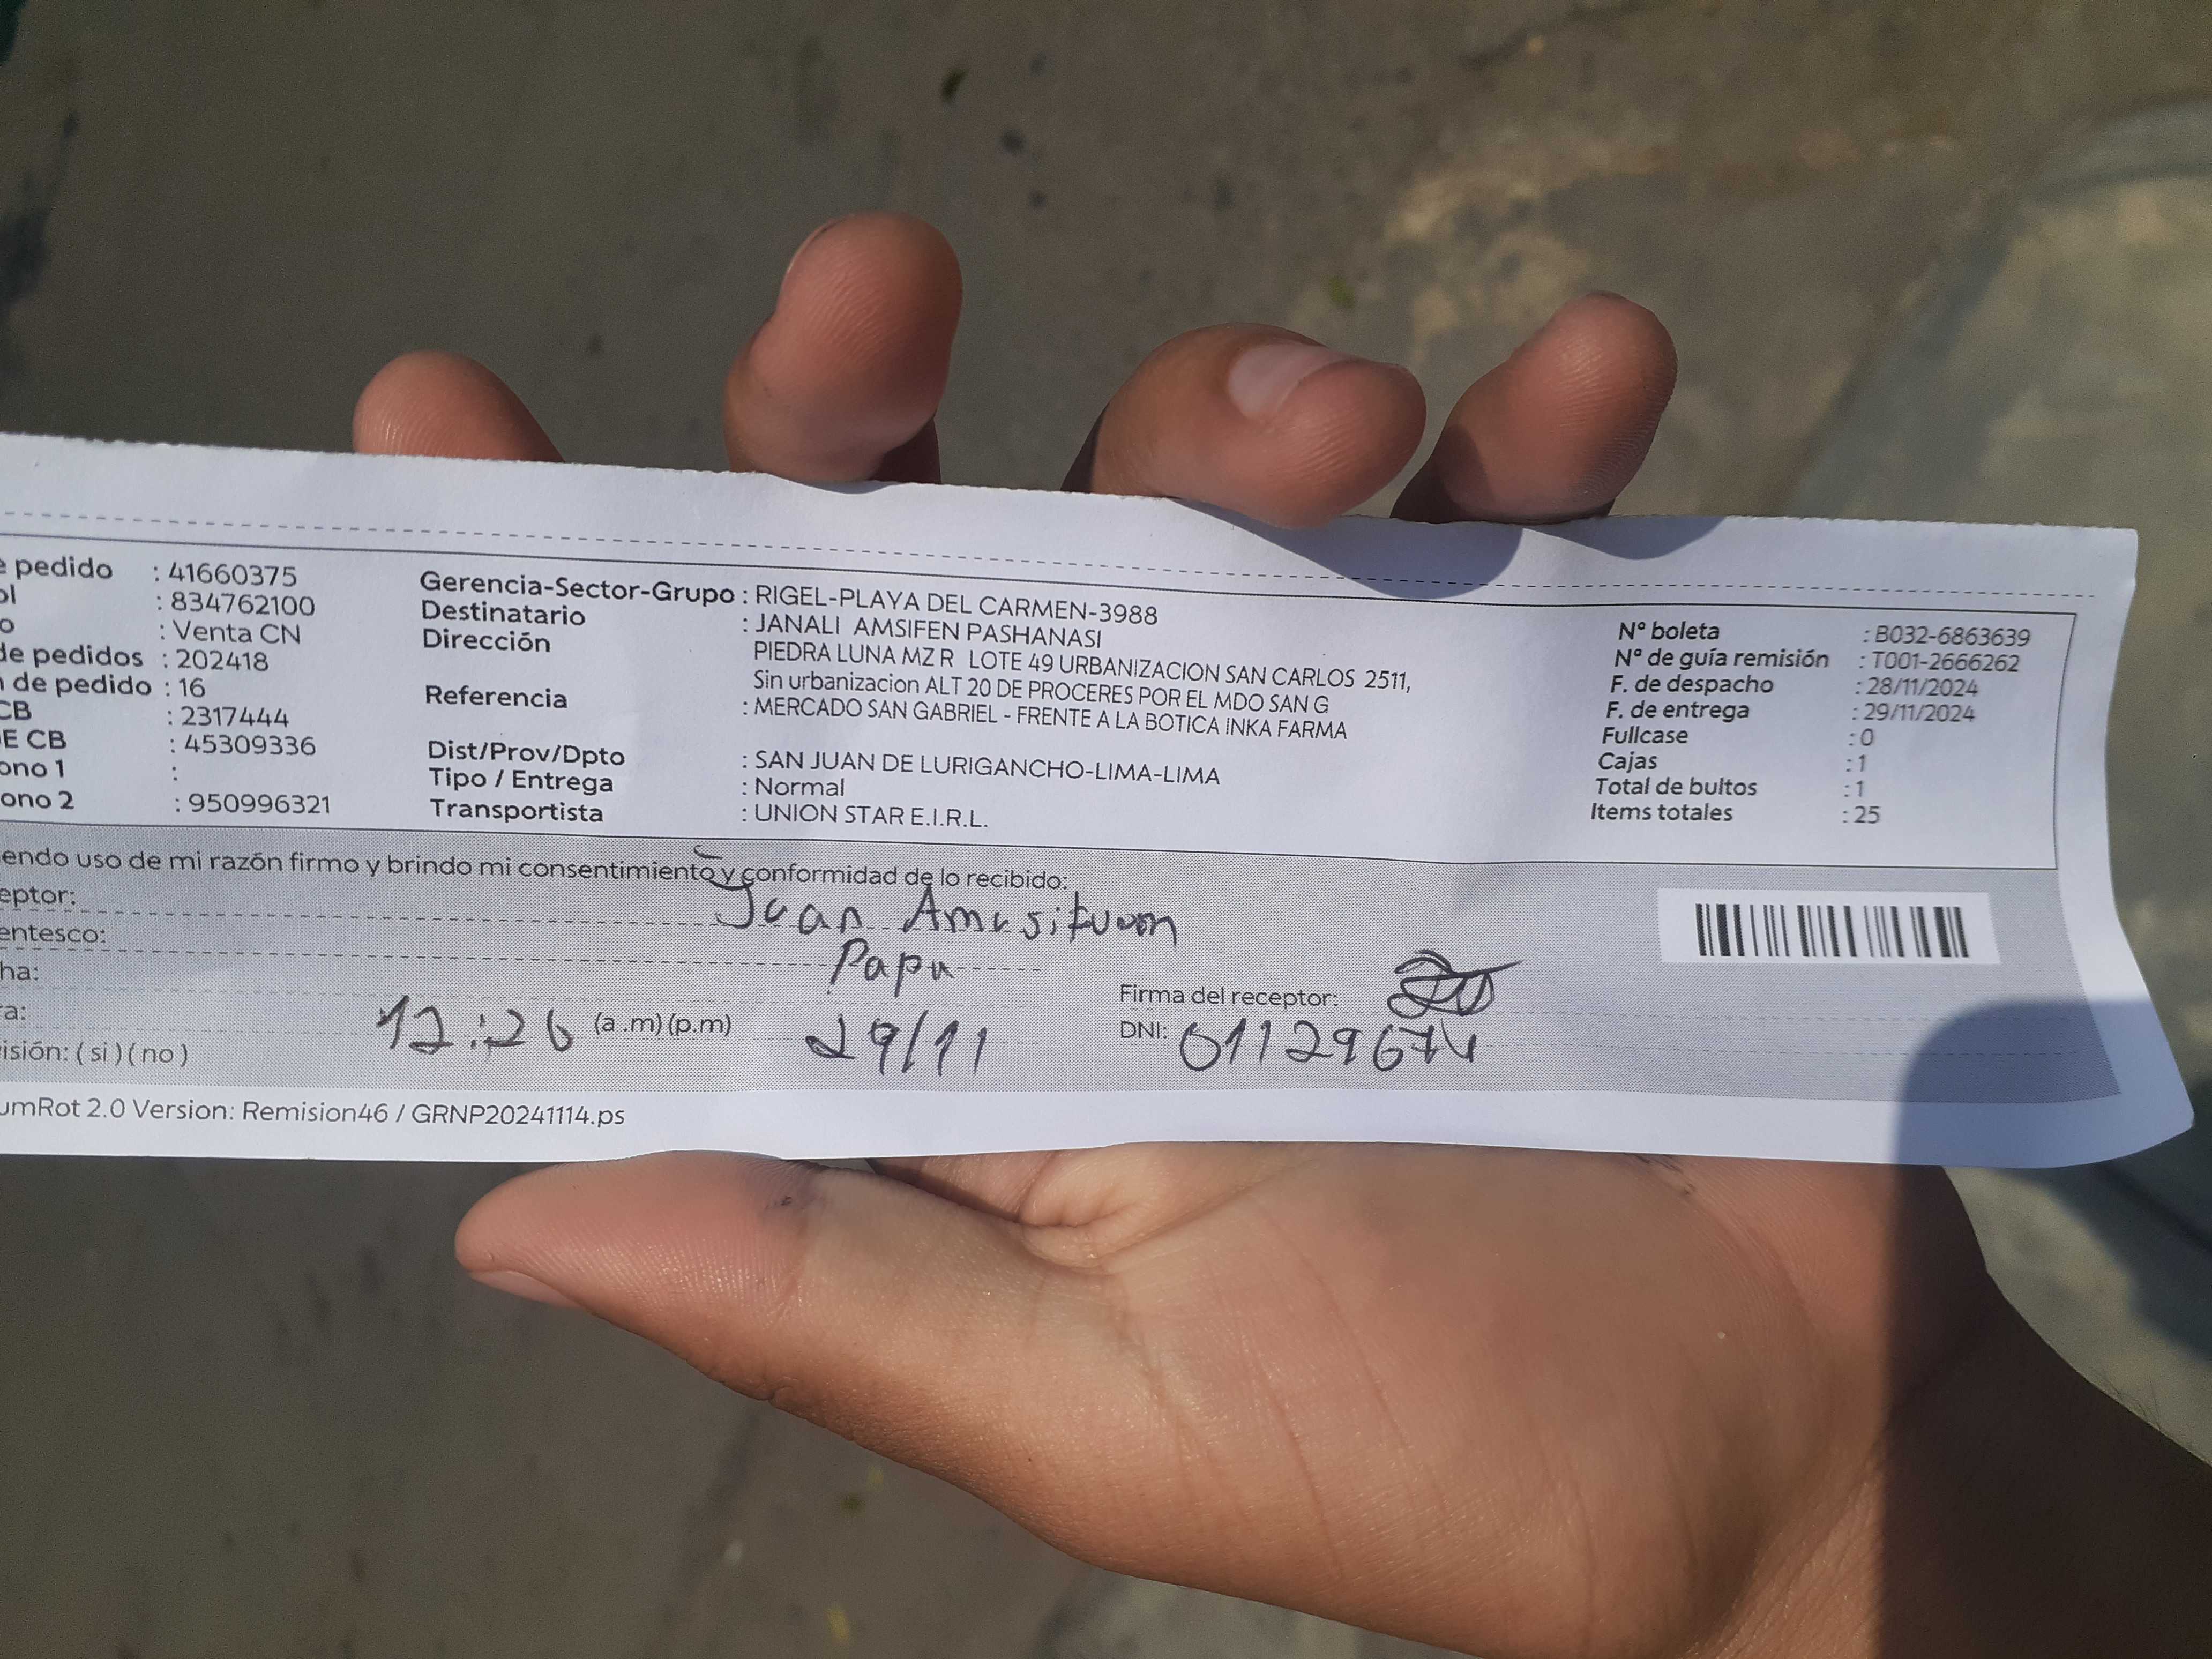 e pedido : 41660375
ol : 834762100
o : Venta CN
de pedidos : 202418
n de pedido : 16
CB : 2317444
E CB : 45309336
ono 1 :
ono 2 : 950996321
Gerencia-Sector-Grupo : RIGEL-PLAYA DEL CARMEN-3988
Destinatario : JANALI AMSIFEN PASHANASI
Dirección PIEDRA LUNA MZ R LOTE 49 URBANIZACION SAN CARLOS 2511,
Sin urbanizacion ALT 20 DE PROCERES POR EL MDO SAN G
Referencia : MERCADO SAN GABRIEL - FRENTE A LA BOTICA INKA FARMA
Dist/Prov/Dpto : SAN JUAN DE LURIGANCHO-LIMA-LIMA
Tipo / Entrega : Normal
Transportista : UNION STAR E.I.R.L.
Nº boleta : B032-6863639
Nº de guía remisión : T001-2666262
F. de despacho : 28/11/2024
F. de entrega : 29/11/2024
Fullcase : 0
Cajas : 1
Total de bultos : 1
Items totales : 25
endo uso de mi razón firmo y brindo mi consentimiento y conformidad de lo recibido:
eptor: Juan
entesco: Papa
ha: 29/11
ra: 12:26 (a .m) (p.m)
isión: ( si ) ( no )
Firma del receptor:
DNI: 01129674
umRot 2.0 Version: Remision46 / GRNP20241114.ps